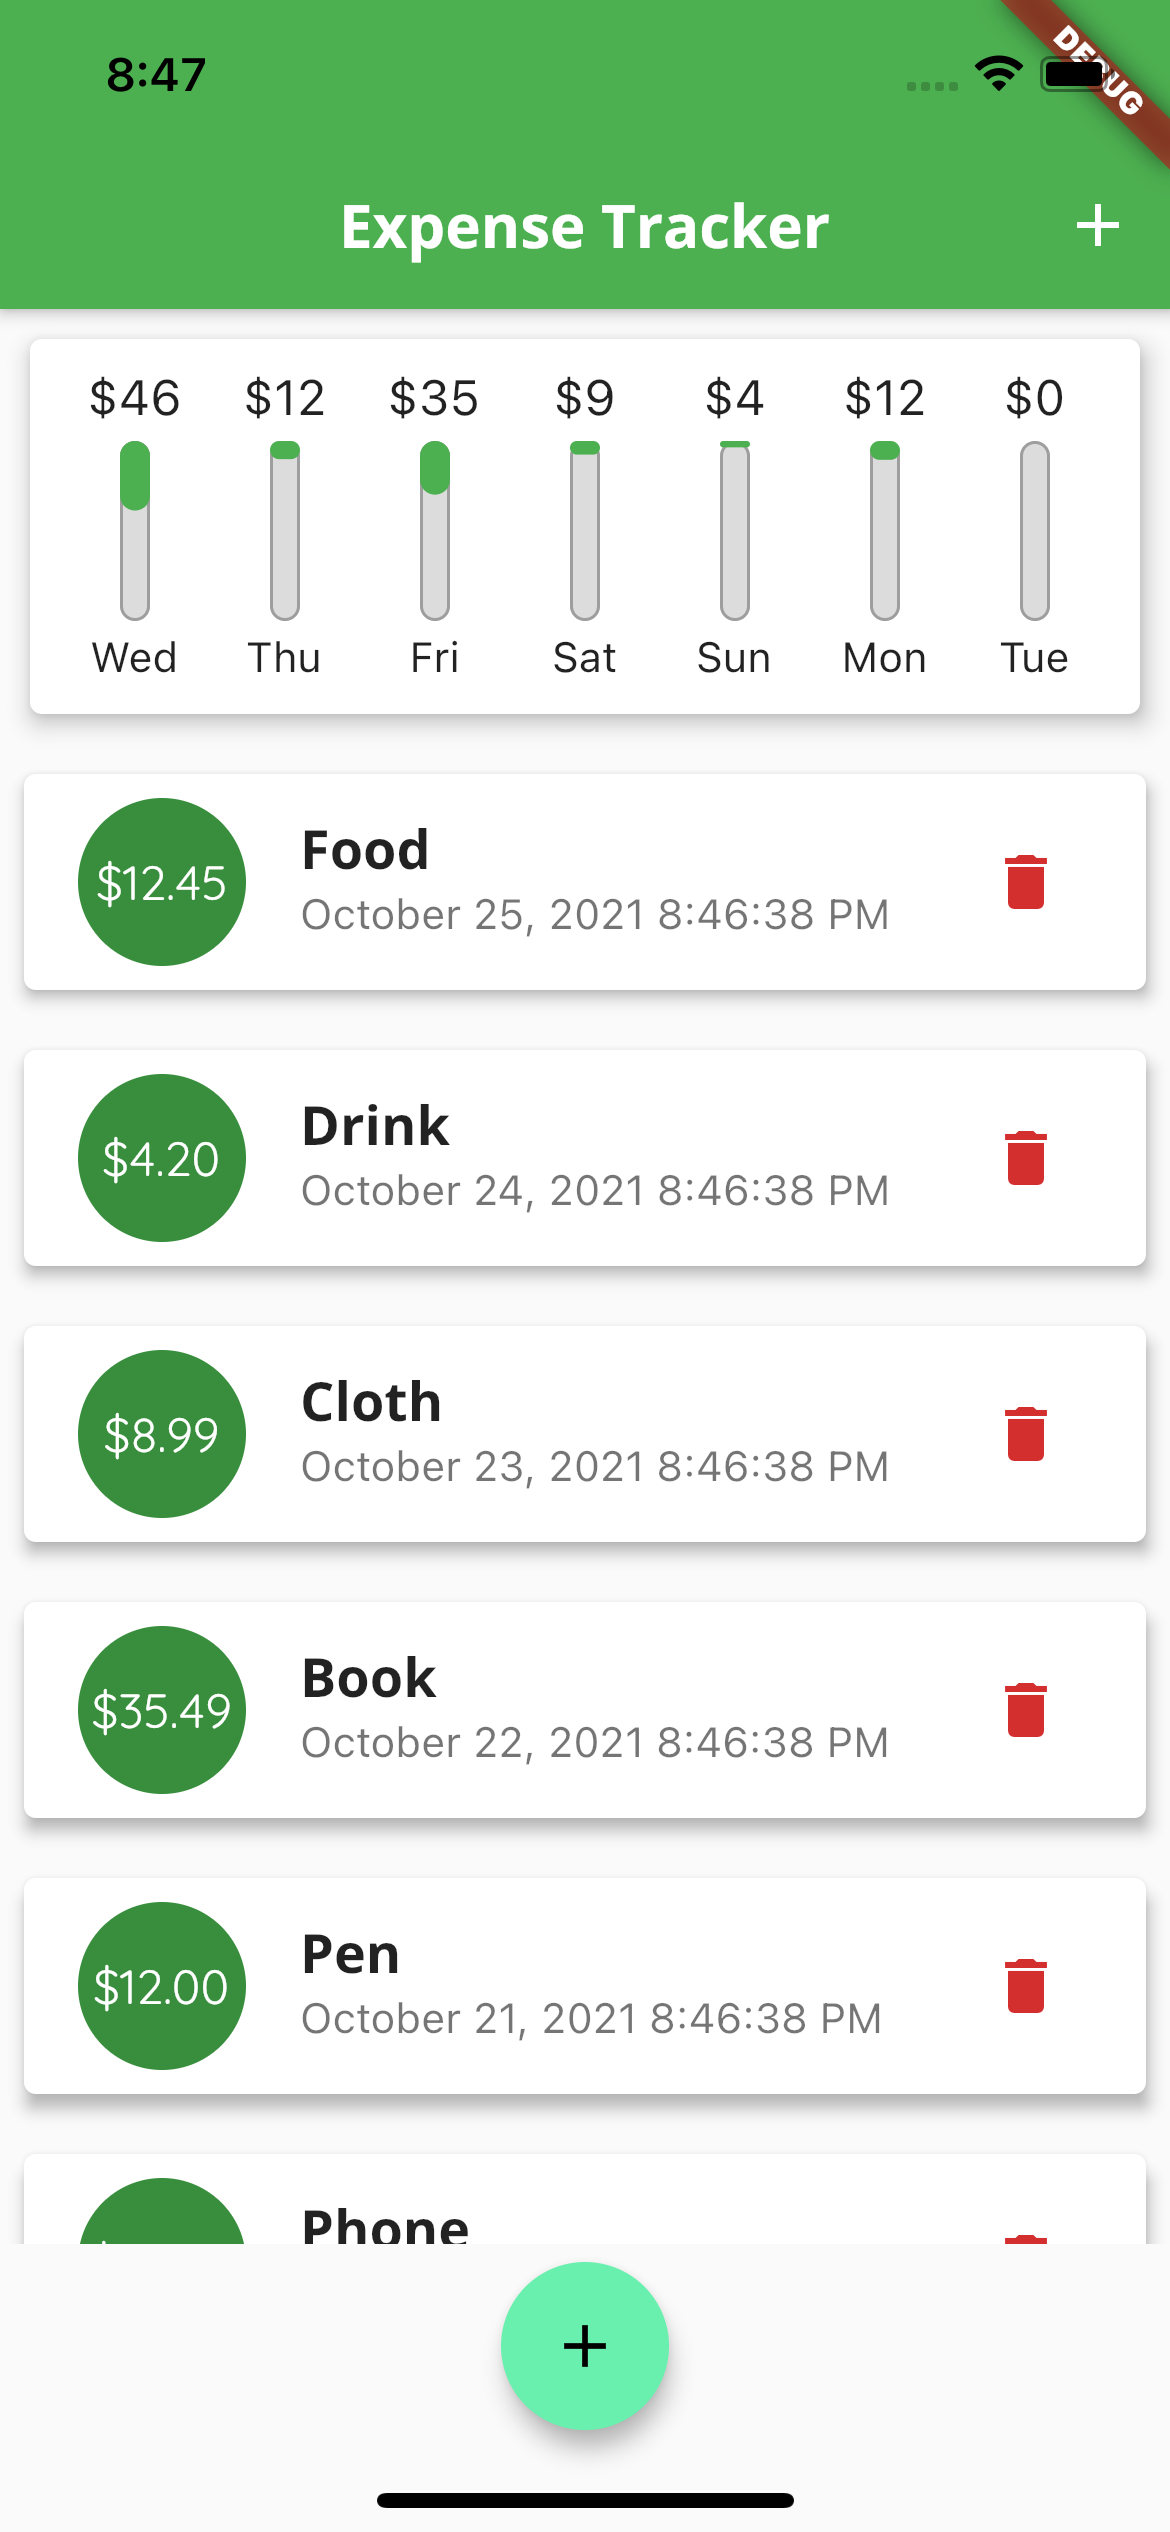 8:47
DEBUG
Expense Tracker
$46 $12 $35 $9 $4 $12 $0
Wed Thu Fri Sat Sun Mon Tue
$12.45
Food
October 25, 2021 8:46:38 PM
$4.20
Drink
October 24, 2021 8:46:38 PM
$8.99
Cloth
October 23, 2021 8:46:38 PM
$35.49
Book
October 22, 2021 8:46:38 PM
$12.00
Pen
October 21, 2021 8:46:38 PM
Phone